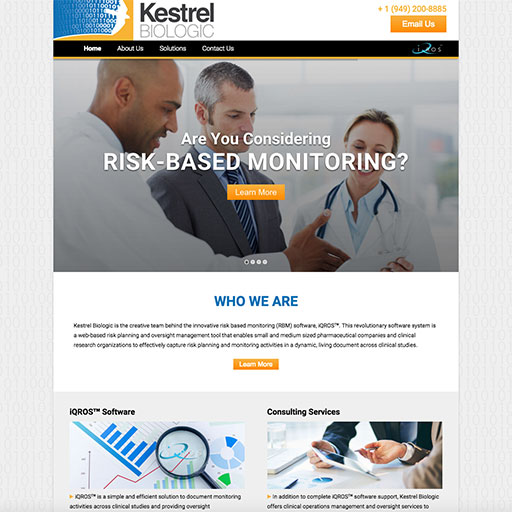 Kestrel
BIOLOGIC
+ 1 (949) 200-8885
Email Us
Home About Us Solutions Contact Us iQROS
Are You Considering
RISK-BASED MONITORING?
Learn More
WHO WE ARE
Kestrel Biologic is the creative team behind the innovative risk based monitoring (RBM) software, iQROS™. This revolutionary software system is
a web-based risk planning and oversight management tool that enables small and medium sized pharmaceutical companies and clinical
research organizations to effectively capture risk planning and monitoring activities in a dynamic, living document across clinical studies.
Learn More
iQROS™ Software
Consulting Services
iQROS™ is a simple and efficient solution to document monitoring
activities across clinical studies and providing oversight
In addition to complete iQROS™ software support, Kestrel Biologic
offers clinical operations management and oversight services to